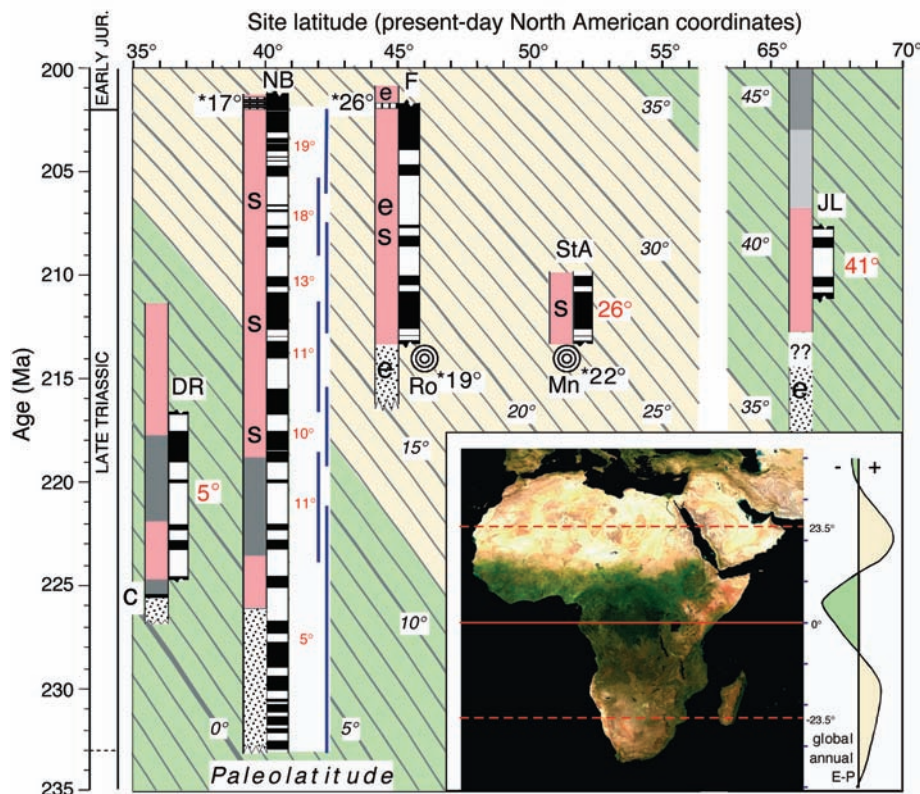 Site latitude (present-day North American coordinates)
35° 40° 45° 50° 55° 65° 70°
EARLY JUR.
LATE TRIASSIC
Age (Ma)
200
205
210
215
220
225
230
235
NB
F
*17°
*26°
e
35°
45°
19°
s
e
s
18°
JL
StA
30°
40°
41°
13°
s
s
26°
11°
??
e
Ro *19°
Mn *22°
e
DR
20°
25°
35°
s
10°
15°
5°
11°
C
10°
5°
0°
5°
Paleolatitude
- +
23.5°
0°
-23.5°
global
annual
E-P